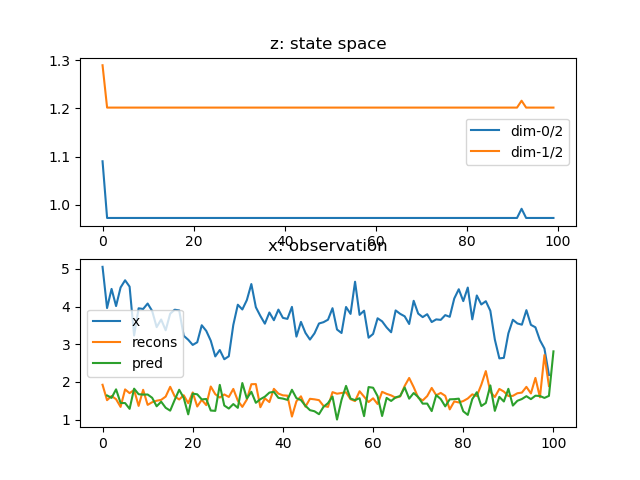 z: state space
1.3
1.2
1.1
1.0
dim-0/2
dim-1/2
0 20 40 60 80 100
x: observation
5
4
3
2
1
x
recons
pred
0 20 40 60 80 100